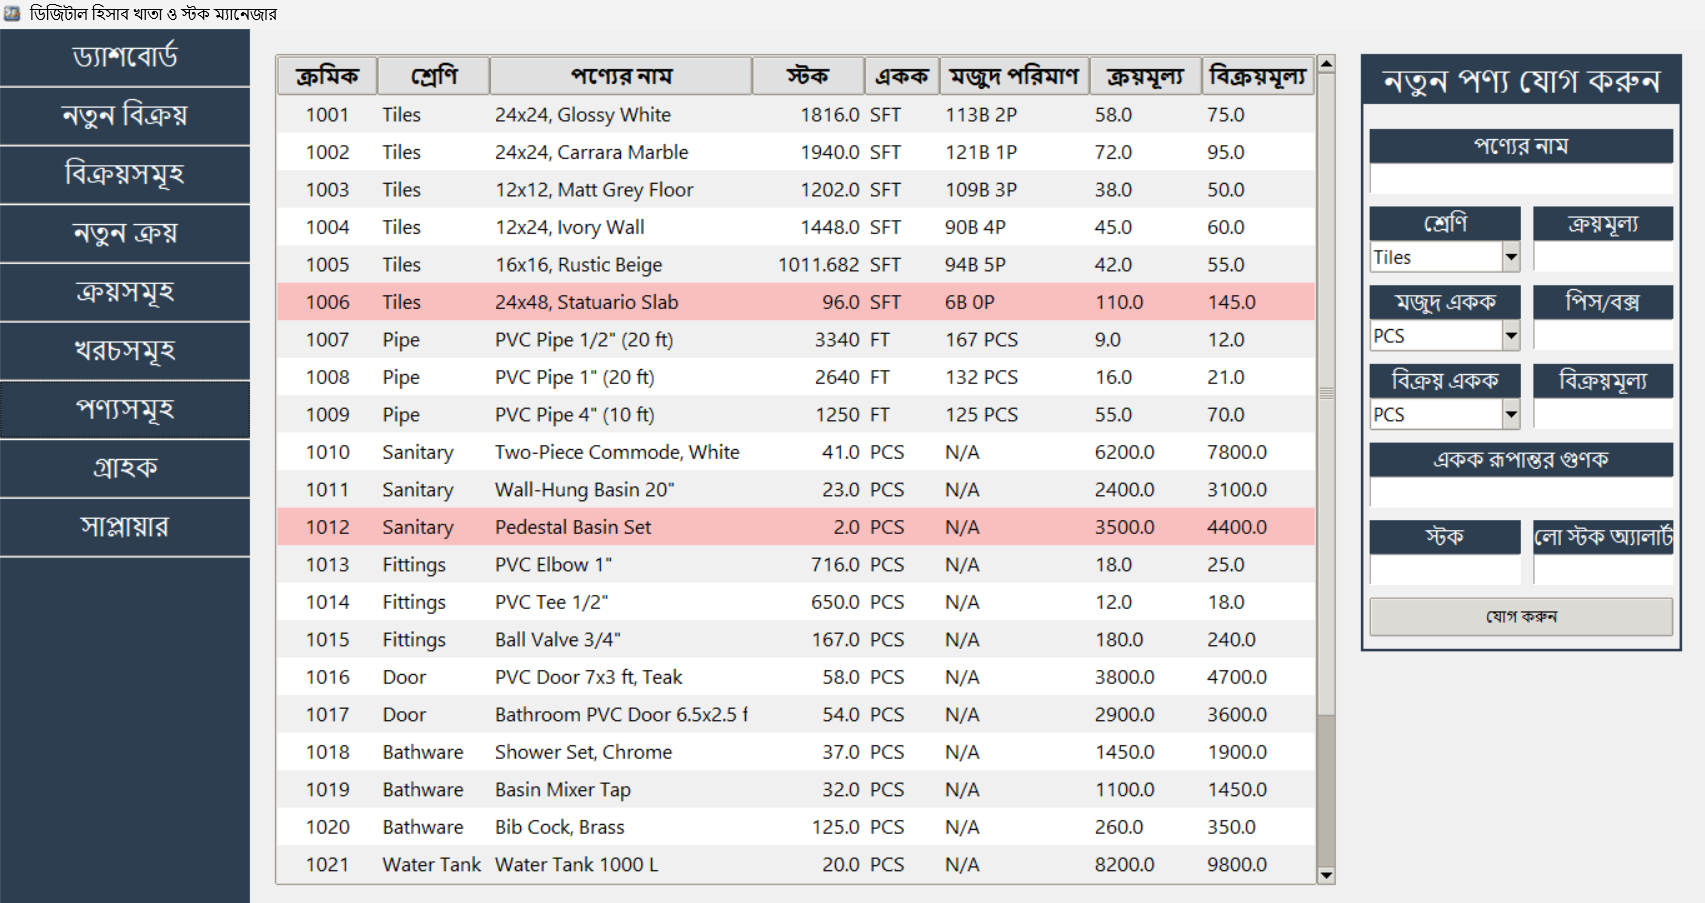 ডিজিটাল হিসাব খাতা ও স্টক ম্যানেজার
ড্যাশবোর্ড
নতুন বিক্রয়
বিক্রয়সমূহ
নতুন ক্রয়
ক্রয়সমূহ
খরচসমূহ
পণ্যসমূহ
গ্রাহক
সাপ্লায়ার
ক্রমিক শ্রেণি পণ্যের নাম স্টক একক মজুদ পরিমাণ ক্রয়মূল্য বিক্রয়মূল্য
1001 Tiles 24x24, Glossy White 1816.0 SFT 113B 2P 58.0 75.0
1002 Tiles 24x24, Carrara Marble 1940.0 SFT 121B 1P 72.0 95.0
1003 Tiles 12x12, Matt Grey Floor 1202.0 SFT 109B 3P 38.0 50.0
1004 Tiles 12x24, Ivory Wall 1448.0 SFT 90B 4P 45.0 60.0
1005 Tiles 16x16, Rustic Beige 1011.682 SFT 94B 5P 42.0 55.0
1006 Tiles 24x48, Statuario Slab 96.0 SFT 6B 0P 110.0 145.0
1007 Pipe PVC Pipe 1/2" (20 ft) 3340 FT 167 PCS 9.0 12.0
1008 Pipe PVC Pipe 1" (20 ft) 2640 FT 132 PCS 16.0 21.0
1009 Pipe PVC Pipe 4" (10 ft) 1250 FT 125 PCS 55.0 70.0
1010 Sanitary Two-Piece Commode, White 41.0 PCS N/A 6200.0 7800.0
1011 Sanitary Wall-Hung Basin 20" 23.0 PCS N/A 2400.0 3100.0
1012 Sanitary Pedestal Basin Set 2.0 PCS N/A 3500.0 4400.0
1013 Fittings PVC Elbow 1" 716.0 PCS N/A 18.0 25.0
1014 Fittings PVC Tee 1/2" 650.0 PCS N/A 12.0 18.0
1015 Fittings Ball Valve 3/4" 167.0 PCS N/A 180.0 240.0
1016 Door PVC Door 7x3 ft, Teak 58.0 PCS N/A 3800.0 4700.0
1017 Door Bathroom PVC Door 6.5x2.5 f 54.0 PCS N/A 2900.0 3600.0
1018 Bathware Shower Set, Chrome 37.0 PCS N/A 1450.0 1900.0
1019 Bathware Basin Mixer Tap 32.0 PCS N/A 1100.0 1450.0
1020 Bathware Bib Cock, Brass 125.0 PCS N/A 260.0 350.0
1021 Water Tank Water Tank 1000 L 20.0 PCS N/A 8200.0 9800.0
নতুন পণ্য যোগ করুন
পণ্যের নাম
শ্রেণি ক্রয়মূল্য
Tiles
মজুদ একক পিস/বক্স
PCS
বিক্রয় একক বিক্রয়মূল্য
PCS
একক রূপান্তর গুণক
স্টক লো স্টক অ্যালার্ট
যোগ করুন